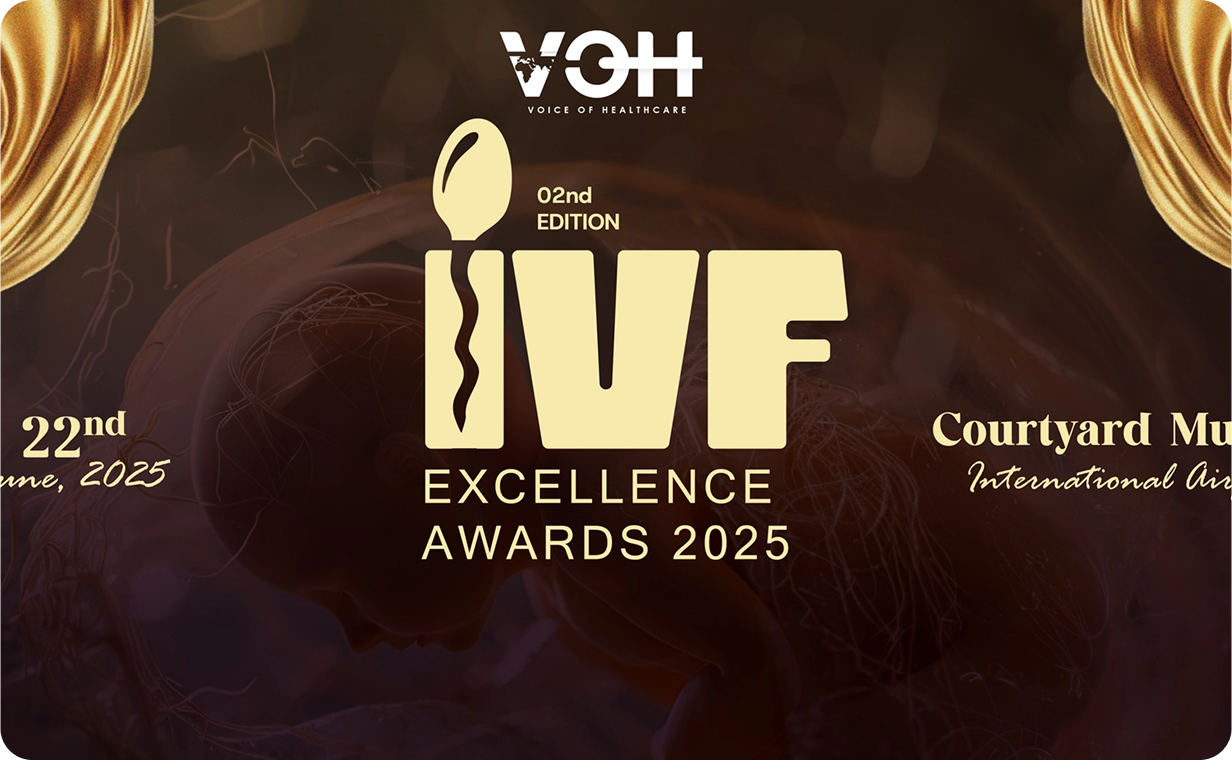 VOH
VOICE OF HEALTHCARE
02nd
EDITION
iVF
EXCELLENCE
AWARDS 2025
22nd
une, 2025
Courtyard Mu
International Air